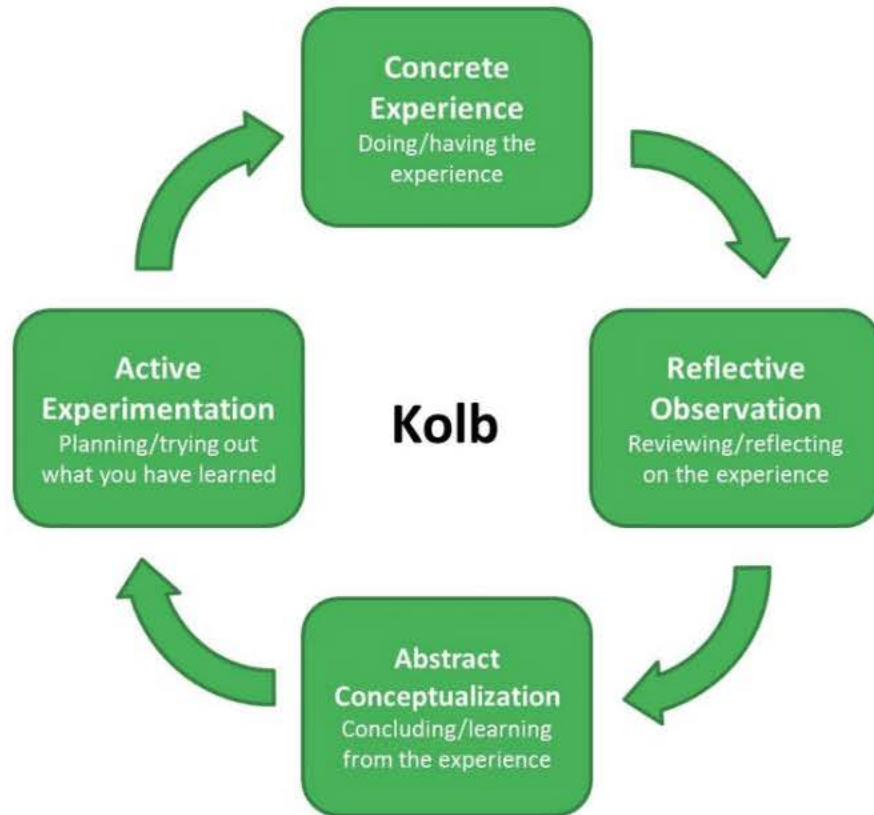 Concrete
Experience
Doing/having the
experience
Active
Experimentation
Planning/trying out
what you have learned
Kolb
Reflective
Observation
Reviewing/reflecting
on the experience
Abstract
Conceptualization
Concluding/learning
from the experience